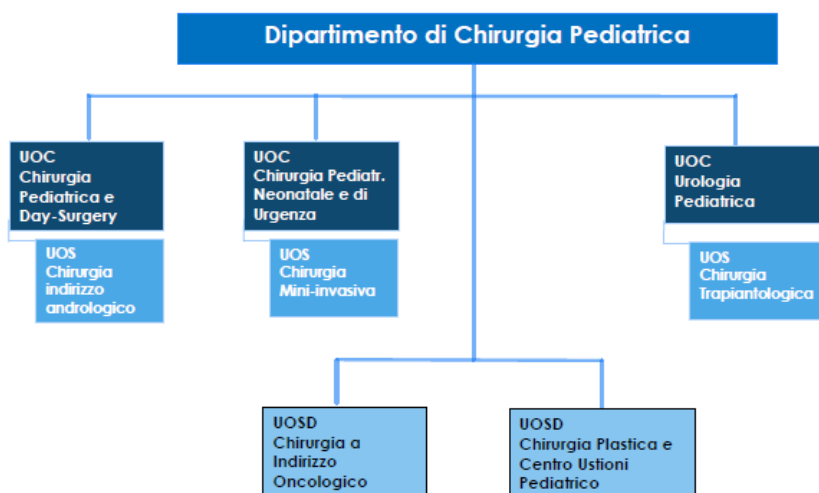 Dipartimento di Chirurgia Pediatrica
UOC
Chirurgia
Pediatrica e
Day-Surgery
UOS
Chirurgia
indirizzo
andrologico
UOC
Chirurgia Pediatr.
Neonatale e di
Urgenza
UOS
Chirurgia
Mini-invasiva
UOC
Urologia
Pediatrica
UOS
Chirurgia
Trapiantologica
UOSD
Chirurgia a
Indirizzo
Oncologico
UOSD
Chirurgia Plastica e
Centro Ustioni
Pediatrico